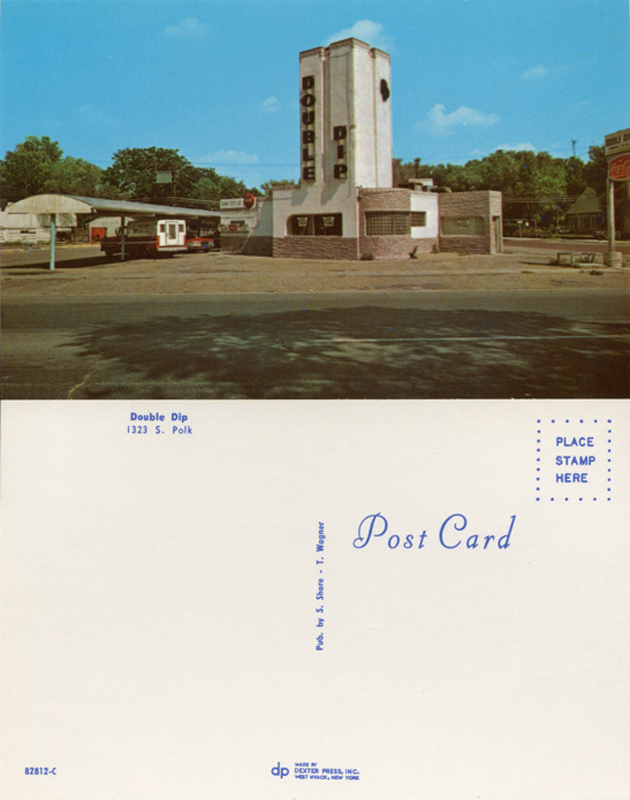 DOUBLE
DIP
Double Dip
1323 S. Polk
PLACE
STAMP
HERE
Post Card
Pub. by S. Shore - T. Wagner
82812-C
dp
MADE BY
DEXTER PRESS, INC.
WEST NYACK, NEW YORK